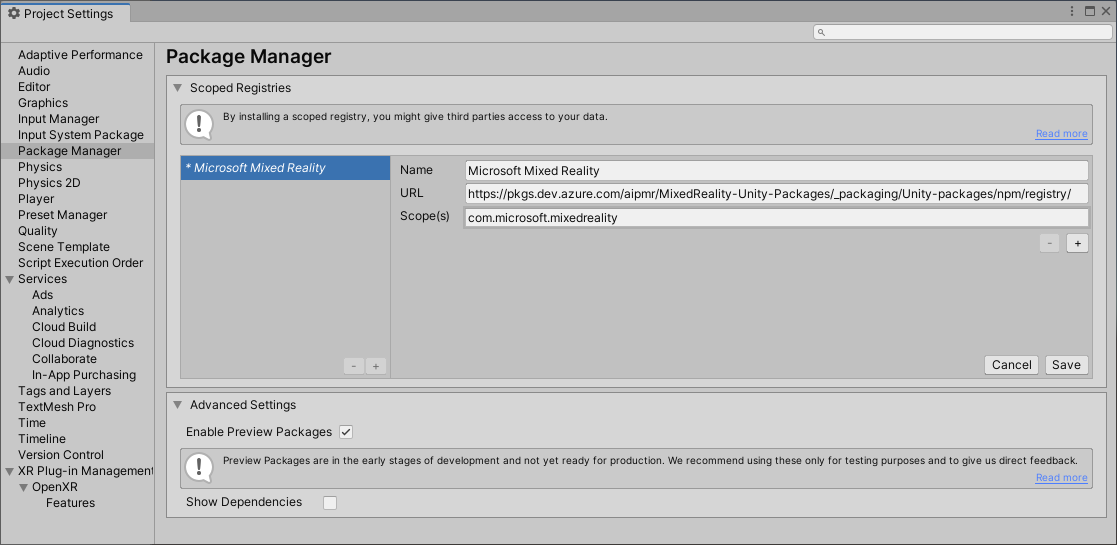 Project Settings
Adaptive Performance
Audio
Editor
Graphics
Input Manager
Input System Package
Package Manager
Physics
Physics 2D
Player
Preset Manager
Quality
Scene Template
Script Execution Order
Services
Ads
Analytics
Cloud Build
Cloud Diagnostics
Collaborate
In-App Purchasing
Tags and Layers
TextMesh Pro
Time
Timeline
Version Control
XR Plug-in Management
OpenXR
Features
Package Manager
Scoped Registries
By installing a scoped registry, you might give third parties access to your data.
Read more
* Microsoft Mixed Reality
- +
Name Microsoft Mixed Reality
URL https://pkgs.dev.azure.com/aipmr/MixedReality-Unity-Packages/_packaging/Unity-packages/npm/registry/
Scope(s) com.microsoft.mixedreality
- +
Cancel Save
Advanced Settings
Enable Preview Packages
Preview Packages are in the early stages of development and not yet ready for production. We recommend using these only for testing purposes and to give us direct feedback.
Read more
Show Dependencies